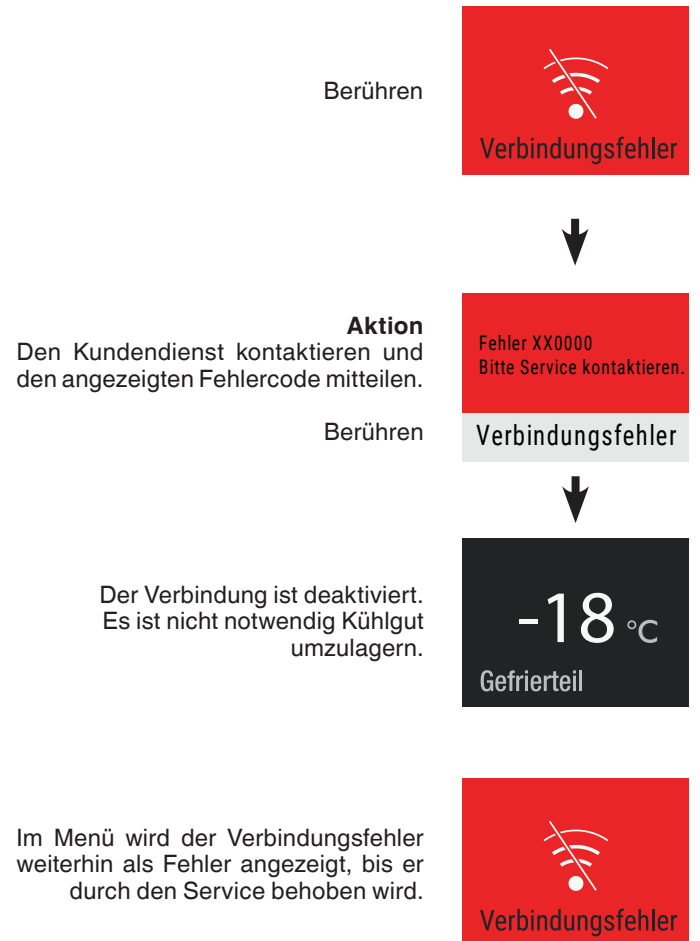 Berühren
Verbindungsfehler
Aktion
Den Kundendienst kontaktieren und
den angezeigten Fehlercode mitteilen.
Fehler XX0000
Bitte Service kontaktieren.
Berühren
Verbindungsfehler
Der Verbindung ist deaktiviert.
Es ist nicht notwendig Kühlgut
umzulagern.
-18 °C
Gefrierteil
Im Menü wird der Verbindungsfehler
weiterhin als Fehler angezeigt, bis er
durch den Service behoben wird.
Verbindungsfehler